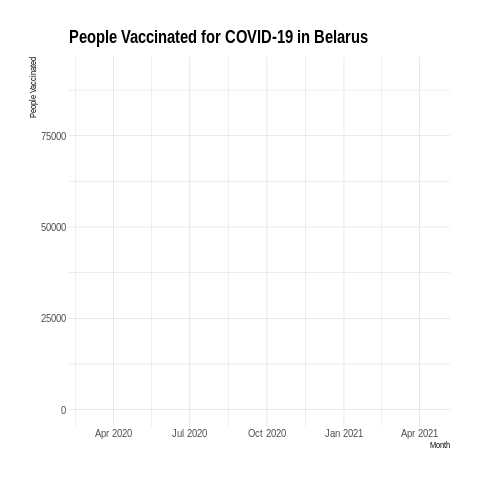 People Vaccinated for COVID-19 in Belarus
People Vaccinated
75000
50000
25000
0
Apr 2020 Jul 2020 Oct 2020 Jan 2021 Apr 2021
Month